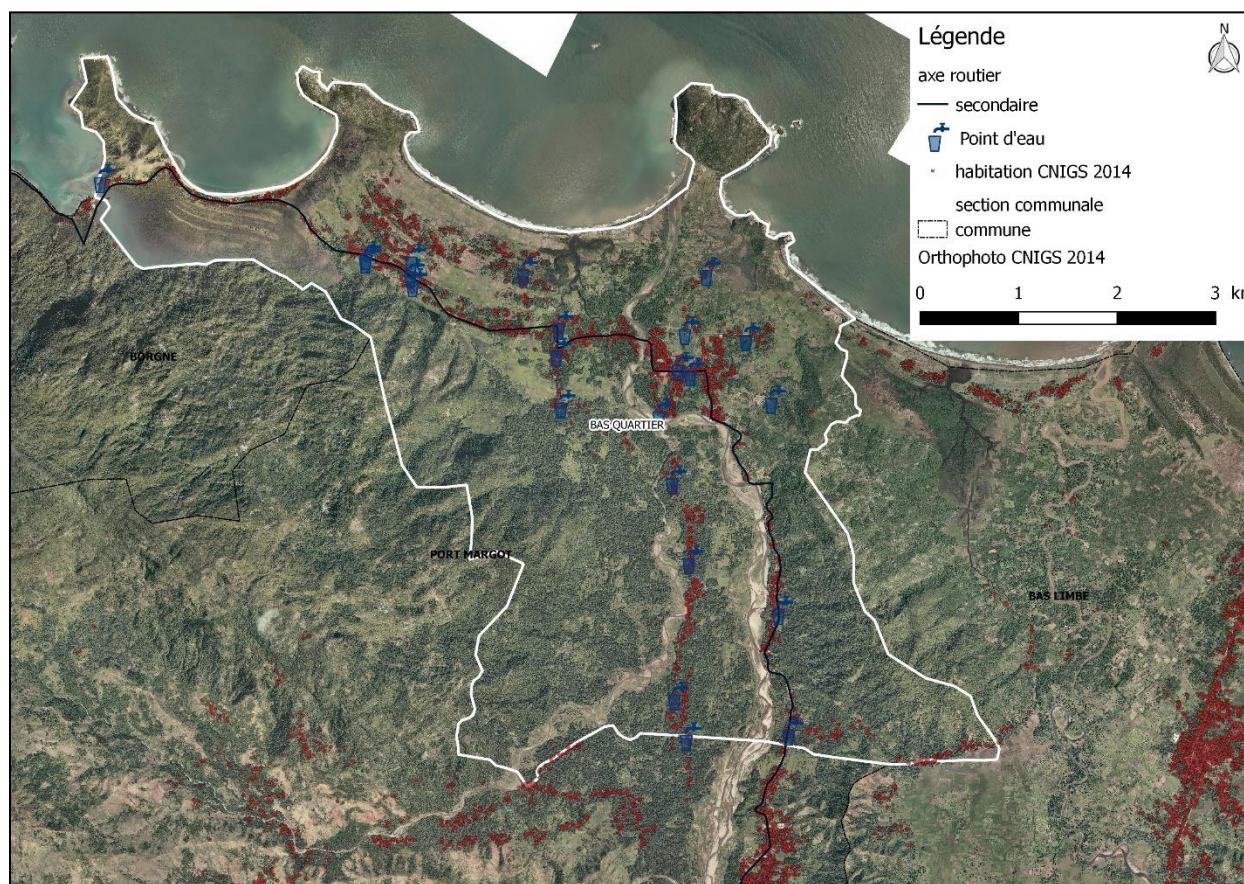 Légende
N
axe routier
secondaire
Point d'eau
habitation CNIGS 2014
section communale
commune
Orthophoto CNIGS 2014
0 1 2 3 km
BORGNE
BAS QUARTIER
PORT MARGOT
BAS LIMBE